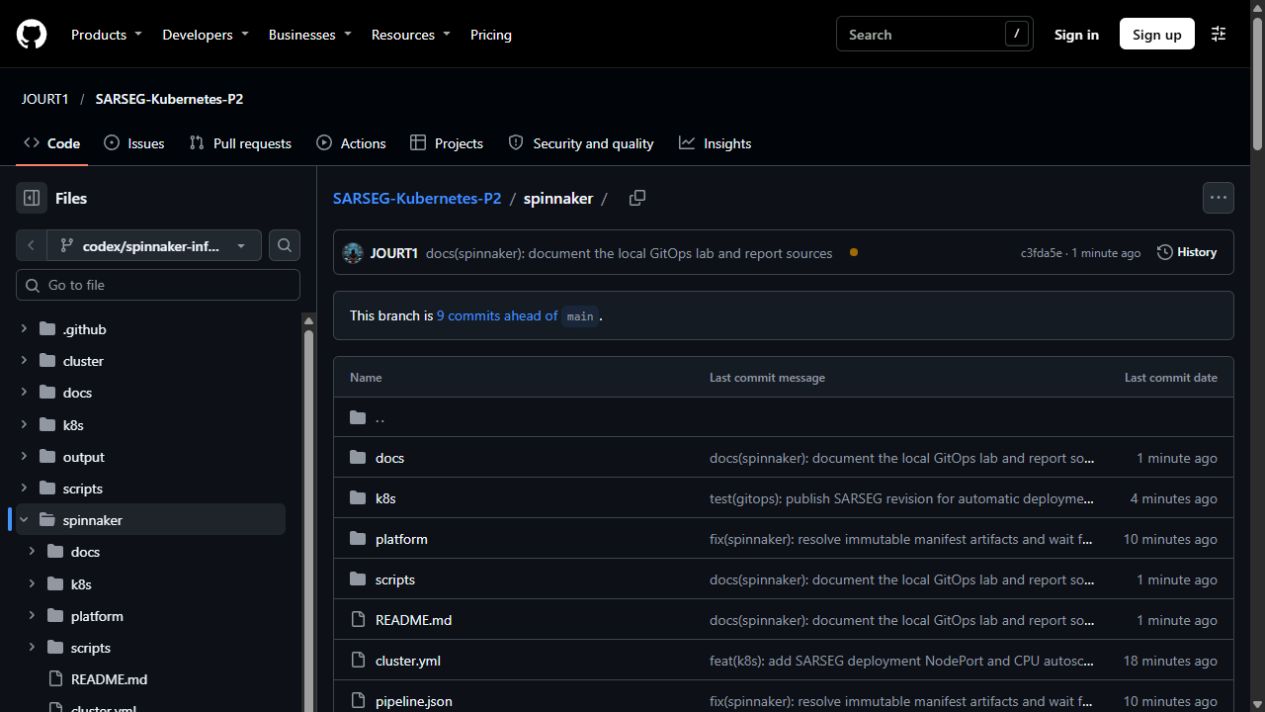 Products Developers Businesses Resources Pricing Search / Sign in Sign up
JOURT1 / SARSEG-Kubernetes-P2
Code Issues Pull requests Actions Projects Security and quality Insights
Files
codex/spinnaker-inf...
Go to file
.github
cluster
docs
k8s
output
scripts
spinnaker
docs
k8s
platform
scripts
README.md
cluster.yml
SARSEG-Kubernetes-P2 / spinnaker /
JOURT1 docs(spinnaker): document the local GitOps lab and report sources c3fda5e · 1 minute ago History
This branch is 9 commits ahead of main .
Name Last commit message Last commit date
..
docs docs(spinnaker): document the local GitOps lab and report so... 1 minute ago
k8s test(gitops): publish SARSEG revision for automatic deployme... 4 minutes ago
platform fix(spinnaker): resolve immutable manifest artifacts and wait f... 10 minutes ago
scripts docs(spinnaker): document the local GitOps lab and report so... 1 minute ago
README.md docs(spinnaker): document the local GitOps lab and report so... 1 minute ago
cluster.yml feat(k8s): add SARSEG deployment NodePort and CPU autosc... 18 minutes ago
pipeline.json fix(spinnaker): resolve immutable manifest artifacts and wait f... 10 minutes ago